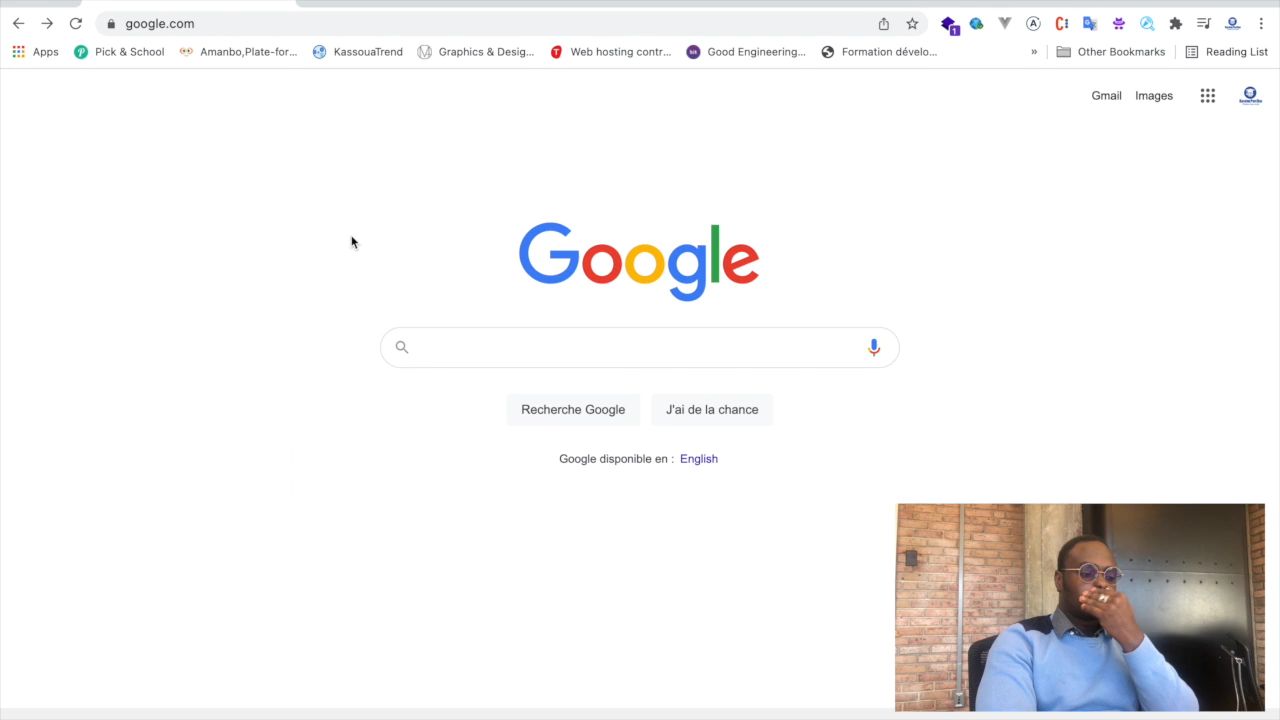 google.com
1
Apps Pick & School Amanbo,Plate-for... KassouaTrend Graphics & Desig... Web hosting contr... Good Engineering... Formation dévelo... » Other Bookmarks Reading List
Gmail Images
Google
Recherche Google J'ai de la chance
Google disponible en : English